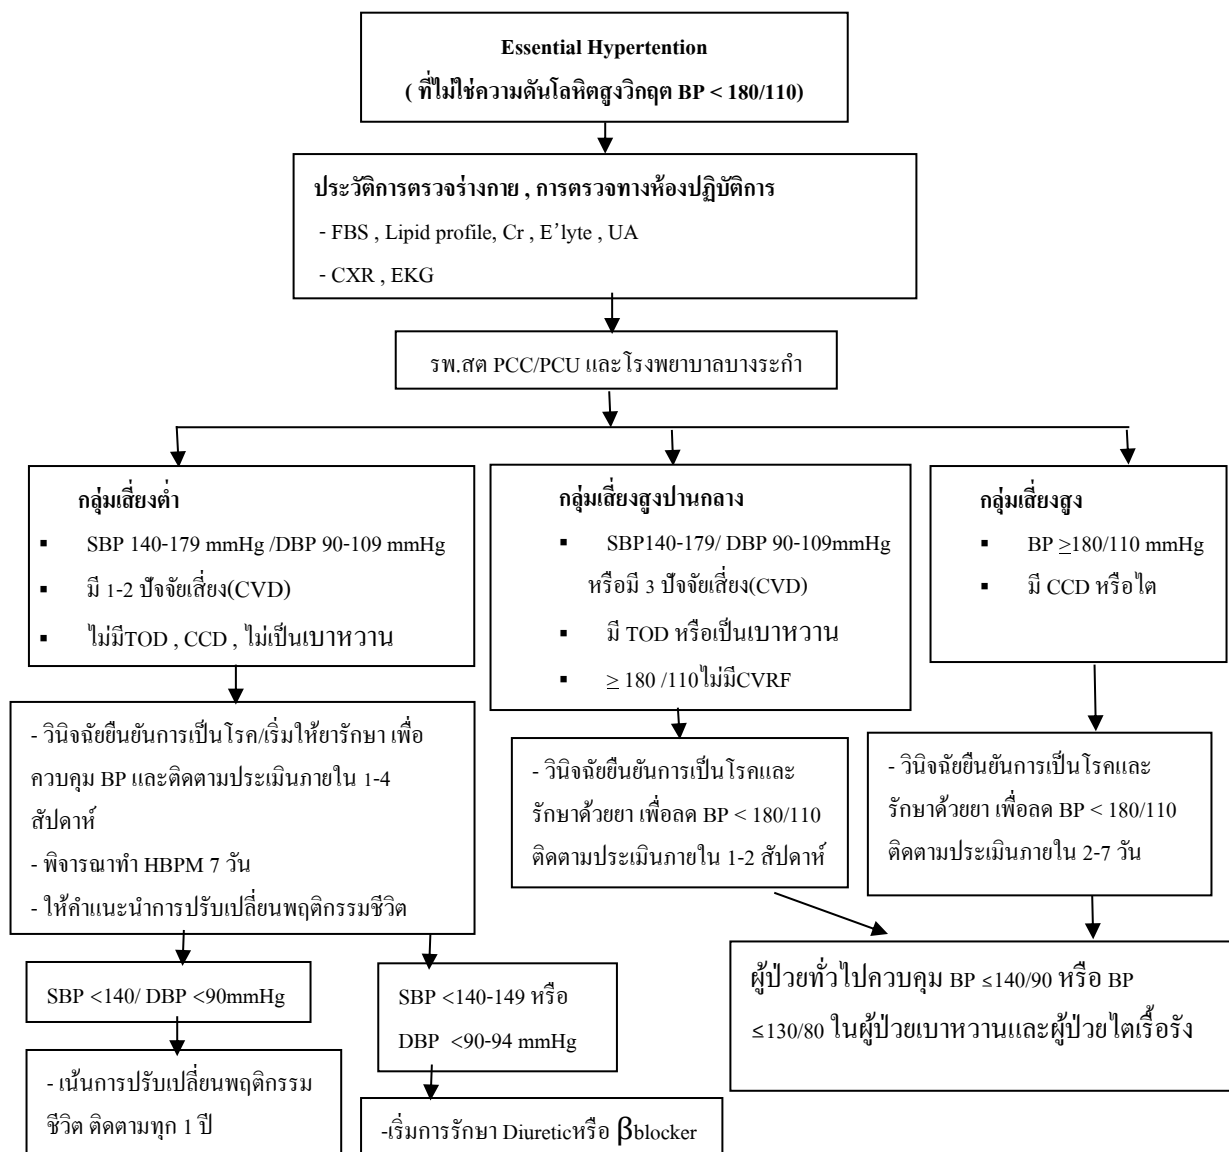 Essential Hypertention
( ที่ไม่ใช่ความดันโลหิตสูงวิกฤต BP < 180/110)
ประวัติการตรวจร่างกาย , การตรวจทางห้องปฏิบัติการ
- FBS , Lipid profile, Cr , E’lyte , UA
- CXR , EKG
รพ.สต PCC/PCU และโรงพยาบาลบางระกำ
กลุ่มเสี่ยงต่ำ
▪ SBP 140-179 mmHg /DBP 90-109 mmHg
▪ มี 1-2 ปัจจัยเสี่ยง(CVD)
▪ ไม่มีTOD , CCD , ไม่เป็นเบาหวาน
กลุ่มเสี่ยงสูงปานกลาง
▪ SBP140-179/ DBP 90-109mmHg
หรือมี 3 ปัจจัยเสี่ยง(CVD)
▪ มี TOD หรือเป็นเบาหวาน
▪ ≥ 180 /110 ไม่มีCVRF
กลุ่มเสี่ยงสูง
▪ BP ≥180/110 mmHg
▪ มี CCD หรือไต
- วินิจฉัยยืนยันการเป็นโรค/เริ่มให้ยารักษา เพื่อ
ควบคุม BP และติดตามประเมินภายใน 1-4
สัปดาห์
- พิจารณาทำ HBPM 7 วัน
- ให้คำแนะนำการปรับเปลี่ยนพฤติกรรมชีวิต
- วินิจฉัยยืนยันการเป็นโรคและ
รักษาด้วยยา เพื่อลด BP < 180/110
ติดตามประเมินภายใน 1-2 สัปดาห์
- วินิจฉัยยืนยันการเป็นโรคและ
รักษาด้วยยา เพื่อลด BP < 180/110
ติดตามประเมินภายใน 2-7 วัน
SBP <140/ DBP <90mmHg
SBP <140-149 หรือ
DBP <90-94 mmHg
ผู้ป่วยทั่วไปควบคุม BP ≤140/90 หรือ BP
≤130/80 ในผู้ป่วยเบาหวานและผู้ป่วยไตเรื้อรัง
- เน้นการปรับเปลี่ยนพฤติกรรม
ชีวิต ติดตามทุก 1 ปี
-เริ่มการรักษา Diureticหรือ βblocker